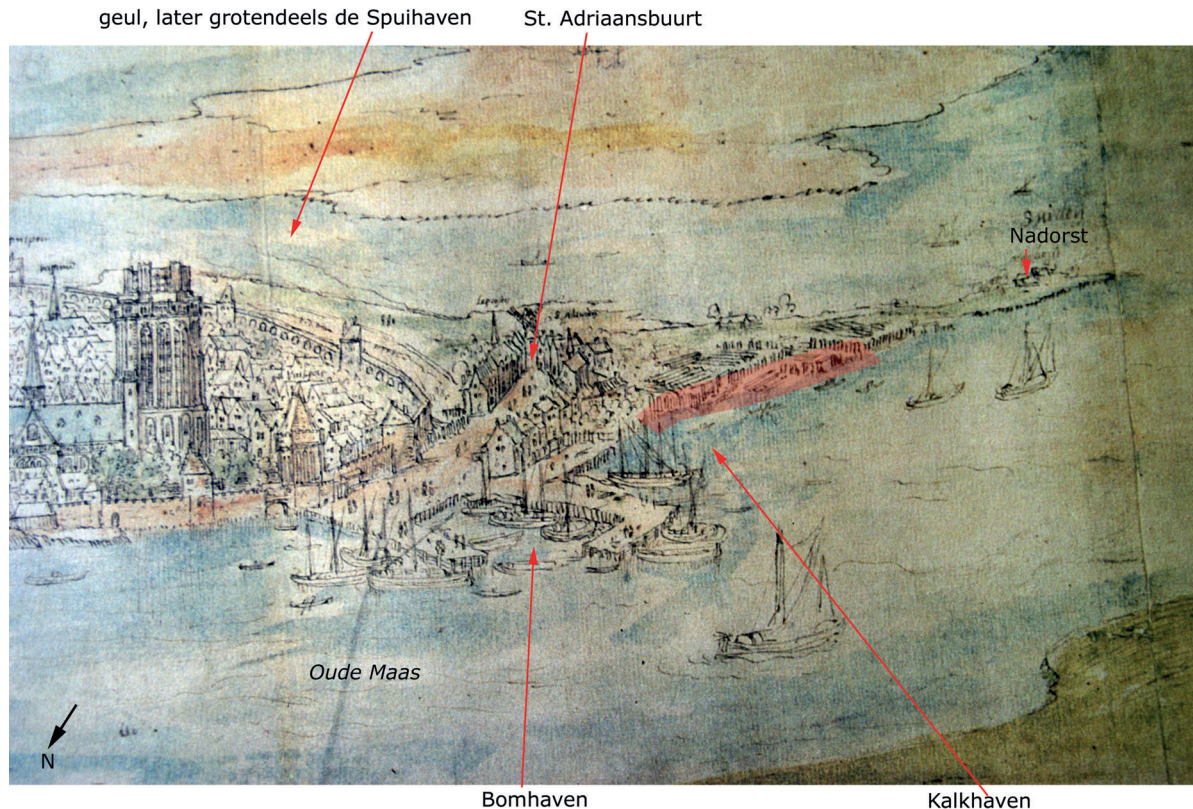 geul, later grotendeels de Spuihaven
St. Adriaansbuurt
Nadorst
Oude Maas
N
Bomhaven
Kalkhaven